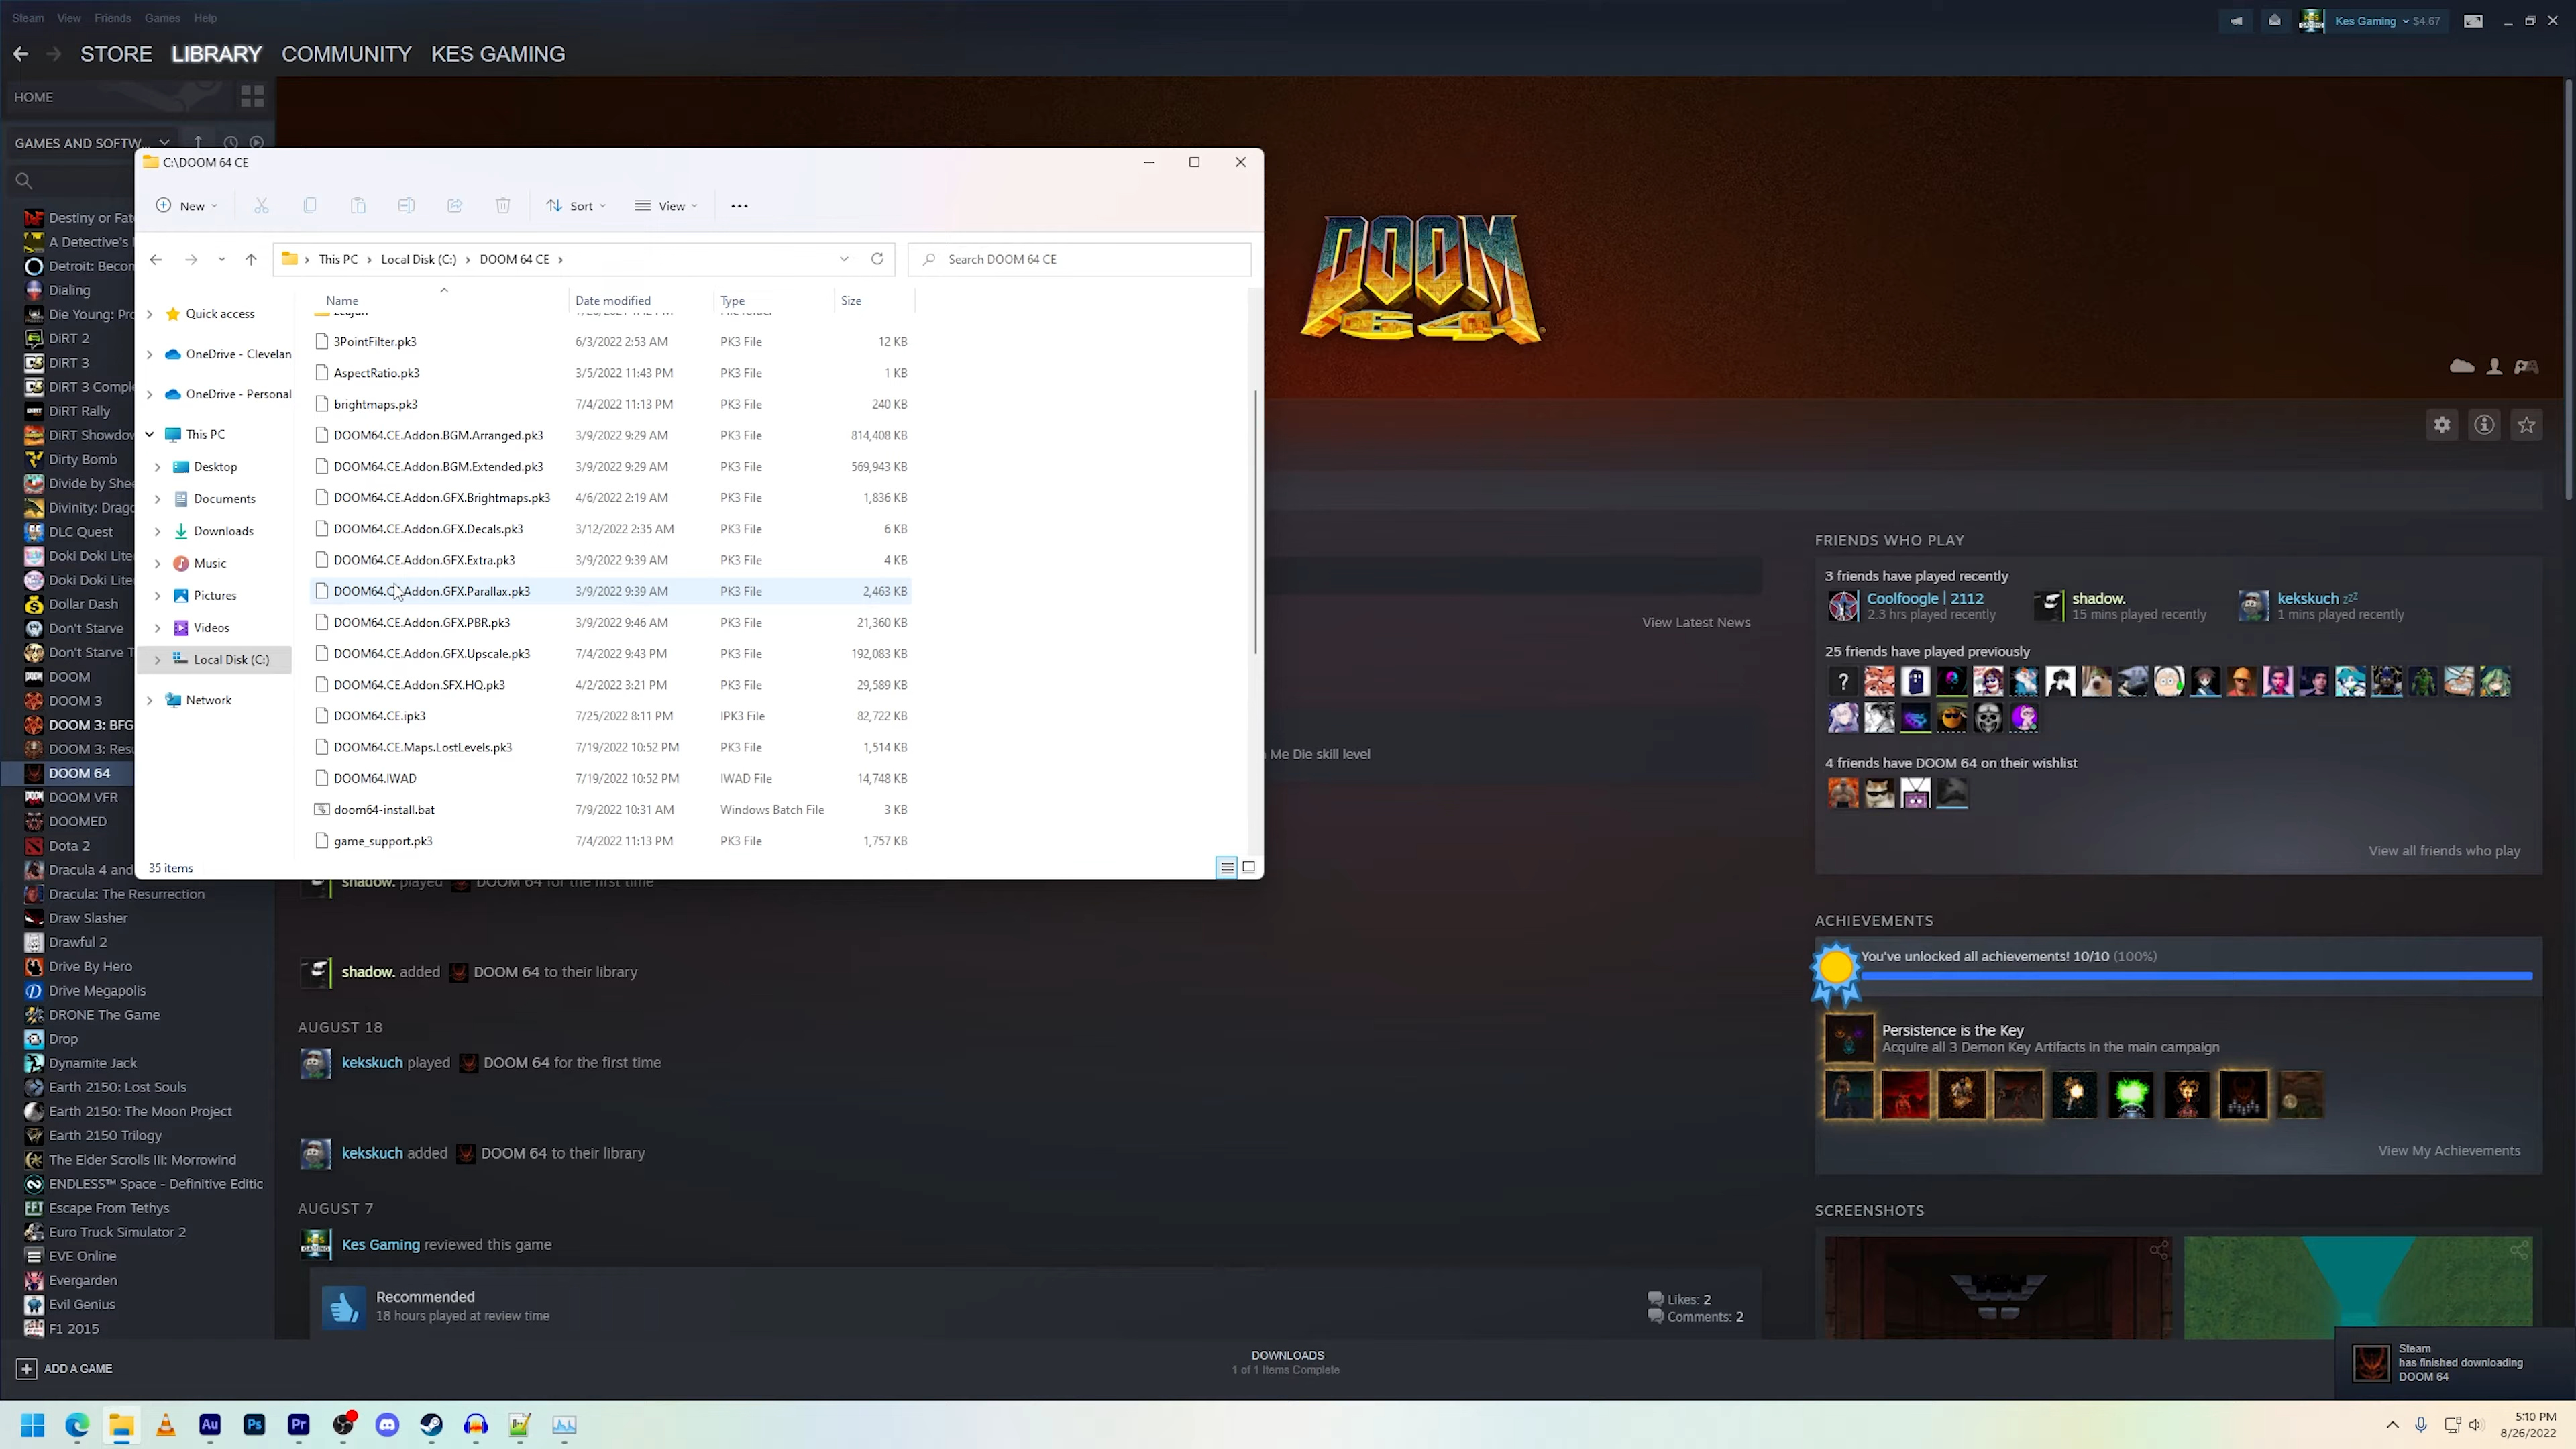 Steam View Friends Games Help
Kes Gaming $4.67
STORE LIBRARY COMMUNITY KES GAMING
HOME
GAMES AND SOFTW...
Destiny or Fat
A Detective's
Detroit: Becon
Dialing
Die Young: Pro
DiRT 2
DiRT 3
DiRT 3 Comple
DiRT Rally
DiRT Showdow
Dirty Bomb
Divide by Shee
Divinity: Drago
DLC Quest
Doki Doki Liter
Doki Doki Liter
Dollar Dash
Don't Starve
Don't Starve T
DOOM
DOOM 3
DOOM 3: BFG
DOOM 3: Resu
DOOM 64
DOOM VFR
DOOMED
Dota 2
Dracula 4 and
Dracula: The Resurrection
Draw Slasher
Drawful 2
Drive By Hero
Drive Megapolis
DRONE The Game
Drop
Dynamite Jack
Earth 2150: Lost Souls
Earth 2150: The Moon Project
Earth 2150 Trilogy
The Elder Scrolls III: Morrowind
ENDLESS™ Space - Definitive Editic
Escape From Tethys
Euro Truck Simulator 2
EVE Online
Evergarden
Evil Genius
F1 2015
ADD A GAME
C:\DOOM 64 CE
New Sort View
This PC Local Disk (C:) DOOM 64 CE
Search DOOM 64 CE
Quick access
OneDrive - Clevelan
OneDrive - Personal
This PC
Desktop
Documents
Downloads
Music
Pictures
Videos
Local Disk (C:)
Network
Name Date modified Type Size
3PointFilter.pk3 6/3/2022 2:53 AM PK3 File 12 KB
AspectRatio.pk3 3/5/2022 11:43 PM PK3 File 1 KB
brightmaps.pk3 7/4/2022 11:13 PM PK3 File 240 KB
DOOM64.CE.Addon.BGM.Arranged.pk3 3/9/2022 9:29 AM PK3 File 814,408 KB
DOOM64.CE.Addon.BGM.Extended.pk3 3/9/2022 9:29 AM PK3 File 569,943 KB
DOOM64.CE.Addon.GFX.Brightmaps.pk3 4/6/2022 2:19 AM PK3 File 1,836 KB
DOOM64.CE.Addon.GFX.Decals.pk3 3/12/2022 2:35 AM PK3 File 6 KB
DOOM64.CE.Addon.GFX.Extra.pk3 3/9/2022 9:39 AM PK3 File 4 KB
DOOM64.CE.Addon.GFX.Parallax.pk3 3/9/2022 9:39 AM PK3 File 2,463 KB
DOOM64.CE.Addon.GFX.PBR.pk3 3/9/2022 9:46 AM PK3 File 21,360 KB
DOOM64.CE.Addon.GFX.Upscale.pk3 7/4/2022 9:43 PM PK3 File 192,083 KB
DOOM64.CE.Addon.SFX.HQ.pk3 4/2/2022 3:21 PM PK3 File 29,589 KB
DOOM64.CE.ipk3 7/25/2022 8:11 PM IPK3 File 82,722 KB
DOOM64.CE.Maps.LostLevels.pk3 7/19/2022 10:52 PM PK3 File 1,514 KB
DOOM64.IWAD 7/19/2022 10:52 PM IWAD File 14,748 KB
doom64-install.bat 7/9/2022 10:31 AM Windows Batch File 3 KB
game_support.pk3 7/4/2022 11:13 PM PK3 File 1,757 KB
35 items
DOOM
64
View Latest News
Me Die skill level
shadow. played DOOM 64 for the first time
shadow. added DOOM 64 to their library
AUGUST 18
kekskuch played DOOM 64 for the first time
kekskuch added DOOM 64 to their library
AUGUST 7
Kes Gaming reviewed this game
Recommended
18 hours played at review time
Likes: 2
Comments: 2
FRIENDS WHO PLAY
3 friends have played recently
Coolfoogle | 2112
2.3 hrs played recently
shadow.
15 mins played recently
kekskuch zzz
1 mins played recently
25 friends have played previously
4 friends have DOOM 64 on their wishlist
View all friends who play
ACHIEVEMENTS
You've unlocked all achievements! 10/10 (100%)
Persistence is the Key
Acquire all 3 Demon Key Artifacts in the main campaign
View My Achievements
SCREENSHOTS
DOWNLOADS
1 of 1 Items Complete
Steam
has finished downloading
DOOM 64
Au Ps Pr
5:10 PM
8/26/2022